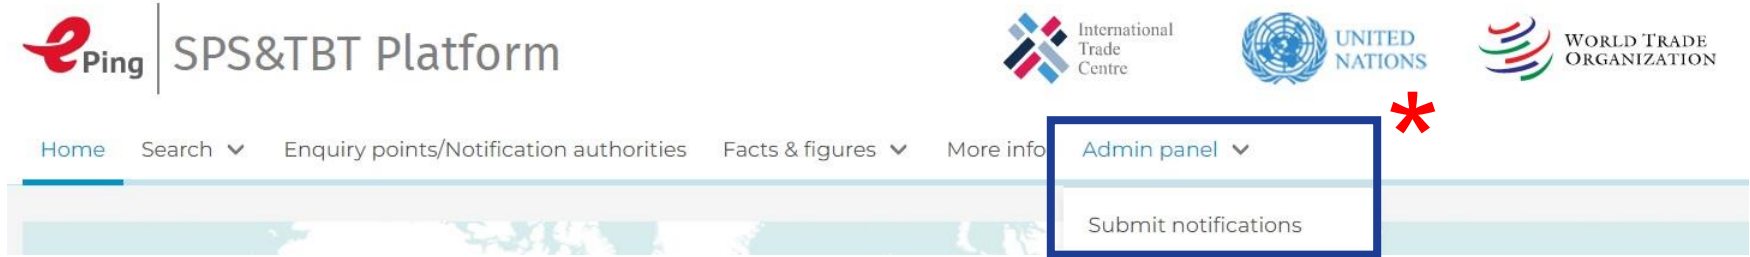 ePing
SPS&TBT Platform
International
Trade
Centre
UNITED
NATIONS
WORLD TRADE
ORGANIZATION
*
Home Search Enquiry points/Notification authorities Facts & figures More info Admin panel
Submit notifications